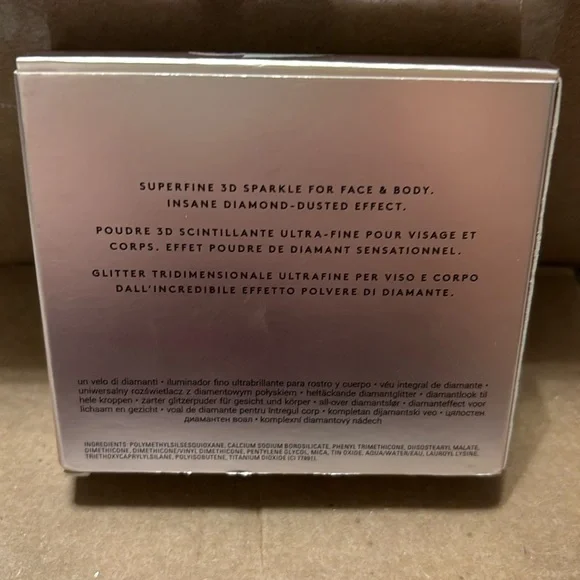 SUPERFINE 3D SPARKLE FOR FACE & BODY.
INSANE DIAMOND-DUSTED EFFECT.
POUDRE 3D SCINTILLANTE ULTRA-FINE POUR VISAGE ET
CORPS. EFFET POUDRE DE DIAMANT SENSATIONNEL.
GLITTER TRIDIMENSIONALE ULTRAFINE PER VISO E CORPO
DALL'INCREDIBILE EFFETTO POLVERE DI DIAMANTE.
un velo di diamanti • iluminador fino ultrabrillante para rostro y cuerpo • véu integral de diamante •
uniwersalny rozświetlacz z diamentowym połyskiem • heltäckande diamantglitter • diamantlook til
hele kroppen • zarter glitzerpuder für gesicht und körper • all-over diamantslør • diamanteffect voor
lichaam en gezicht • voal de diamante pentru întregul corp • kompletan dijamantski veo • цялостен
диамантен воал • komplexní diamantový nádech
INGREDIENTS: POLYMETHYLSILSESQUIOXANE, CALCIUM SODIUM BOROSILICATE, PHENYL TRIMETHICONE, DIISOSTEARYL MALATE,
DIMETHICONE, DIMETHICONE/VINYL DIMETHICONE, PENTYLENE GLYCOL, MICA, TIN OXIDE, AQUA/WATER/EAU, LAUROYL LYSINE,
TRIETHOXYCAPRYLYLSILANE, POLYISOBUTENE, TITANIUM DIOXIDE (CI 77891).